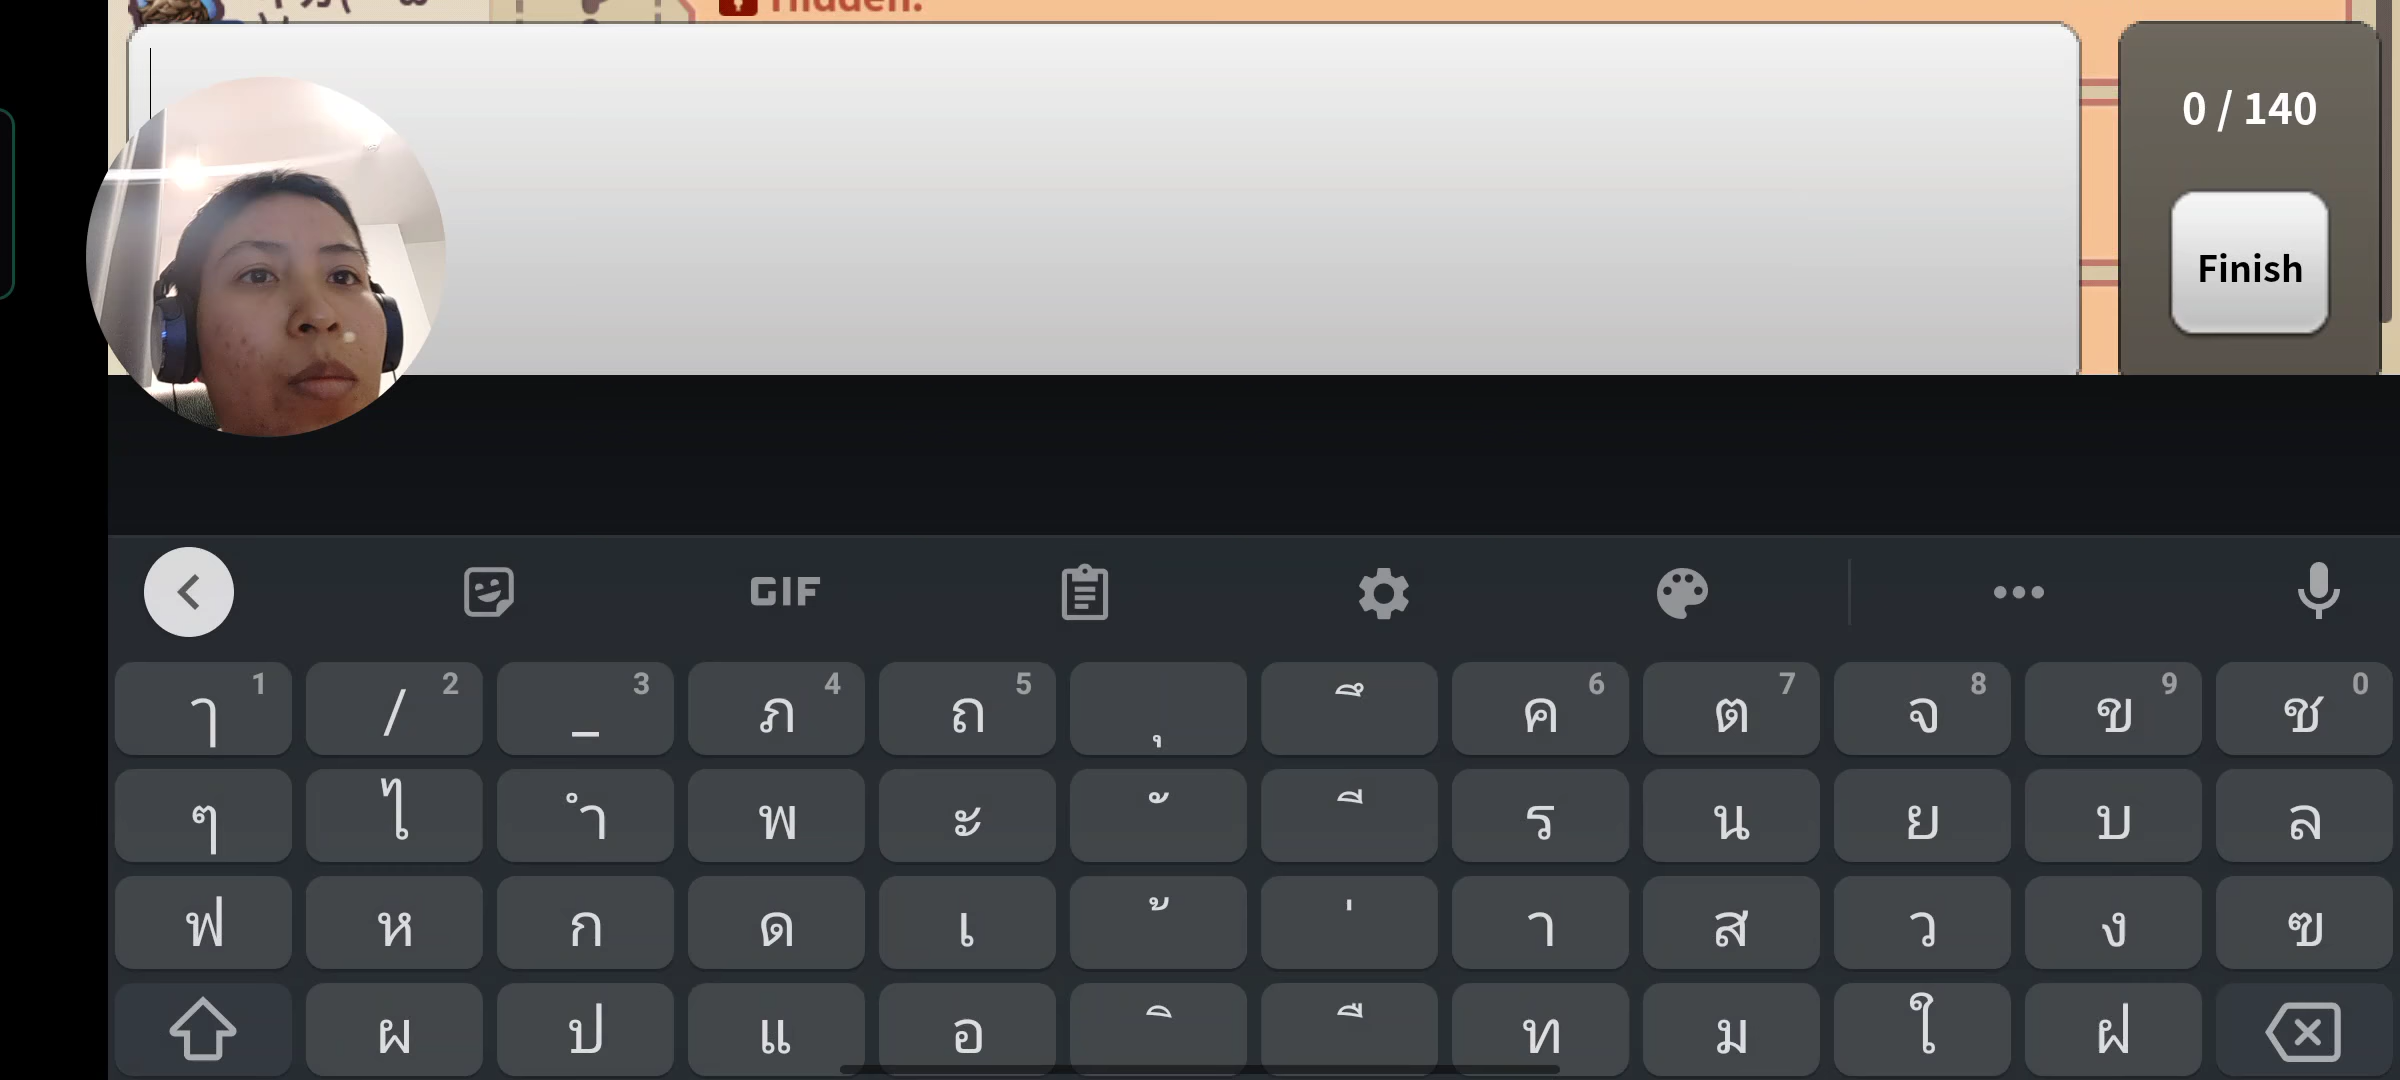 Hidden:
0 / 140
Finish
GIF
ๅ 1 / 2 _ 3 ภ 4 ถ 5 ุ ึ ค 6 ต 7 จ 8 ข 9 ช 0
ๆ ไ ำ พ ะ ั ี ร น ย บ ล
ฟ ห ก ด เ ้ ่ า ส ว ง ฃ
ผ ป แ อ ิ ื ท ม ใ ฝ